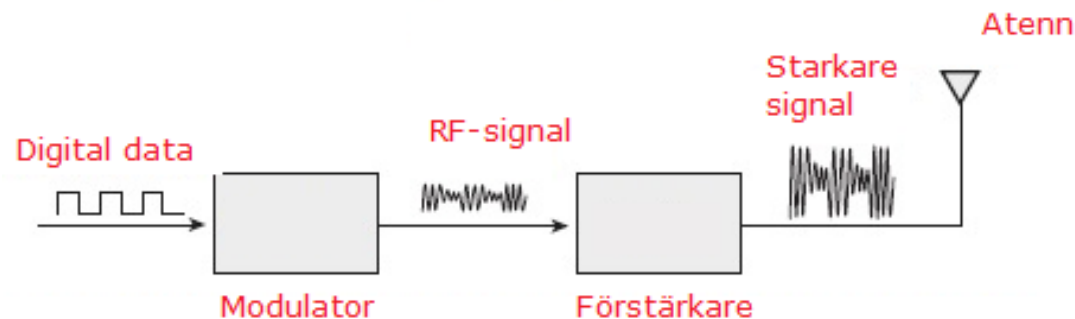 Atenn
Starkare
signal
RF-signal
Digital data
Modulator
Förstärkare